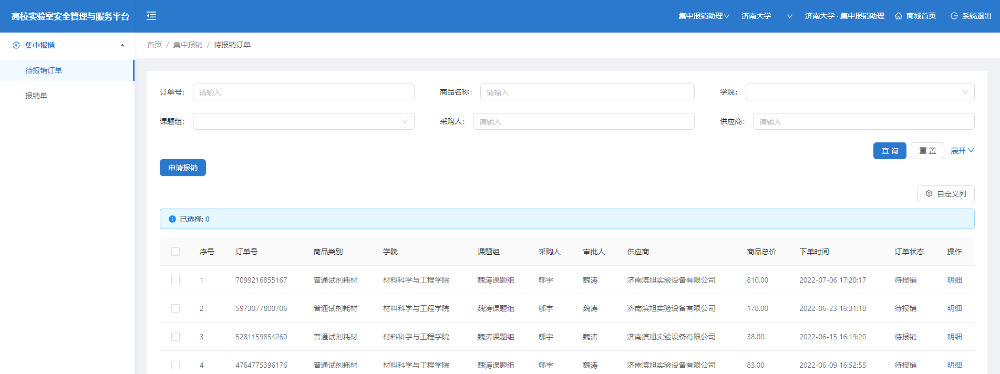 高校实验室安全管理与服务平台 集中报销助理 济南大学 济南大学 · 集中报销助理 商城首页 系统退出
集中报销
待报销订单
报销单
首页 / 集中报销 / 待报销订单
订单号： 请输入 商品名称： 请输入 学院：
课题组： 采购人： 请输入 供应商： 请输入
查 询 重 置 展开
申请报销
自定义列
已选择: 0
序号 订单号 商品类别 学院 课题组 采购人 审批人 供应商 商品总价 下单时间 订单状态 操作
1 7099216855167 普通试剂耗材 材料科学与工程学院 魏涛课题组 郇宇 魏涛 济南滨旭实验设备有限公司 810.00 2022-07-06 17:20:17 待报销 明细
2 5973077800706 普通试剂耗材 材料科学与工程学院 魏涛课题组 郇宇 魏涛 济南滨旭实验设备有限公司 178.00 2022-06-23 16:31:18 待报销 明细
3 5281159854260 普通试剂耗材 材料科学与工程学院 魏涛课题组 郇宇 魏涛 济南滨旭实验设备有限公司 38.00 2022-06-15 16:19:20 待报销 明细
4 4764775396176 普通试剂耗材 材料科学与工程学院 魏涛课题组 郇宇 魏涛 济南滨旭实验设备有限公司 83.00 2022-06-09 16:52:55 待报销 明细